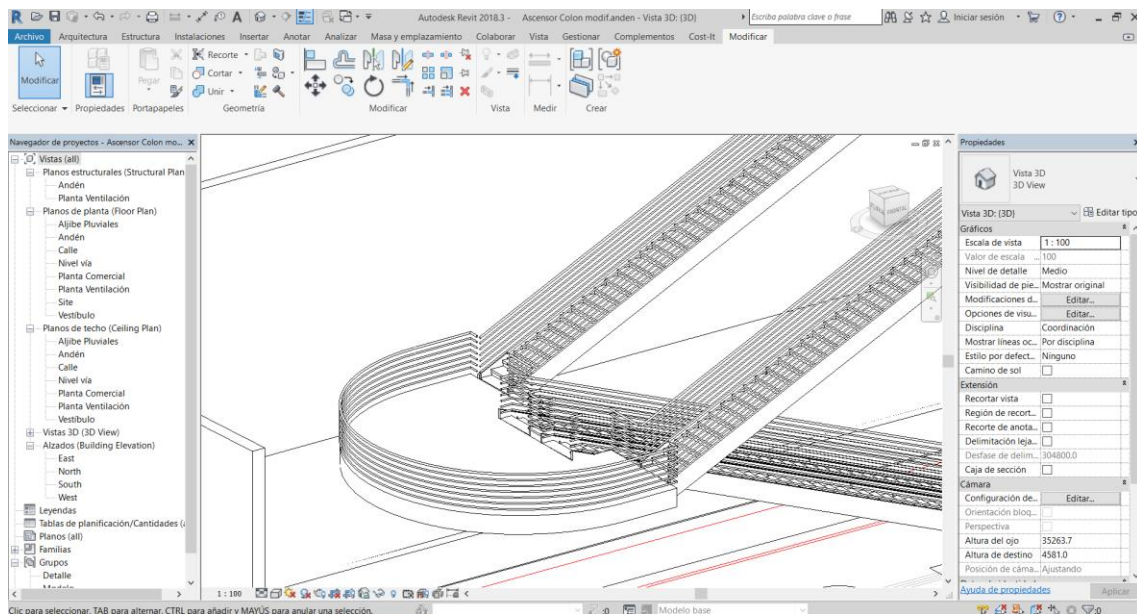 Autodesk Revit 2018.3 - Ascensor Colon modif.anden - Vista 3D: {3D}
Escriba palabra clave o frase
Iniciar sesión
Archivo Arquitectura Estructura Instalaciones Insertar Anotar Analizar Masa y emplazamiento Colaborar Vista Gestionar Complementos Cost-It Modificar
Modificar
Pegar
Recorte
Cortar
Unir
Seleccionar Propiedades Portapapeles Geometría Modificar Vista Medir Crear
Navegador de proyectos - Ascensor Colon mo...
Vistas (all)
Planos estructurales (Structural Plan
Andén
Planta Ventilación
Planos de planta (Floor Plan)
Aljibe Pluviales
Andén
Calle
Nivel vía
Planta Comercial
Planta Ventilación
Site
Vestíbulo
Planos de techo (Ceiling Plan)
Aljibe Pluviales
Andén
Calle
Nivel vía
Planta Comercial
Planta Ventilación
Vestíbulo
Vistas 3D (3D View)
Alzados (Building Elevation)
East
North
South
West
Leyendas
Tablas de planificación/Cantidades (a
Planos (all)
Familias
Grupos
Detalle
FRONTAL
Propiedades
Vista 3D
3D View
Vista 3D: {3D}
Editar tipo
Gráficos
Escala de vista 1 : 100
Valor de escala ... 100
Nivel de detalle Medio
Visibilidad de pie... Mostrar original
Modificaciones d... Editar...
Opciones de visu... Editar...
Disciplina Coordinación
Mostrar líneas oc... Por disciplina
Estilo por defect... Ninguno
Camino de sol
Extensión
Recortar vista
Región de recort...
Recorte de anota...
Delimitación leja...
Desfase de delim... 304800.0
Caja de sección
Cámara
Configuración de... Editar...
Orientación bloq...
Perspectiva
Altura del ojo 35263.7
Altura de destino 4581.0
Posición de cáma... Ajustando
Ayuda de propiedades
Aplicar
1 : 100
Clic para seleccionar, TAB para alternar, CTRL para añadir y MAYÚS para anular una selección.
:0
Modelo base
:0